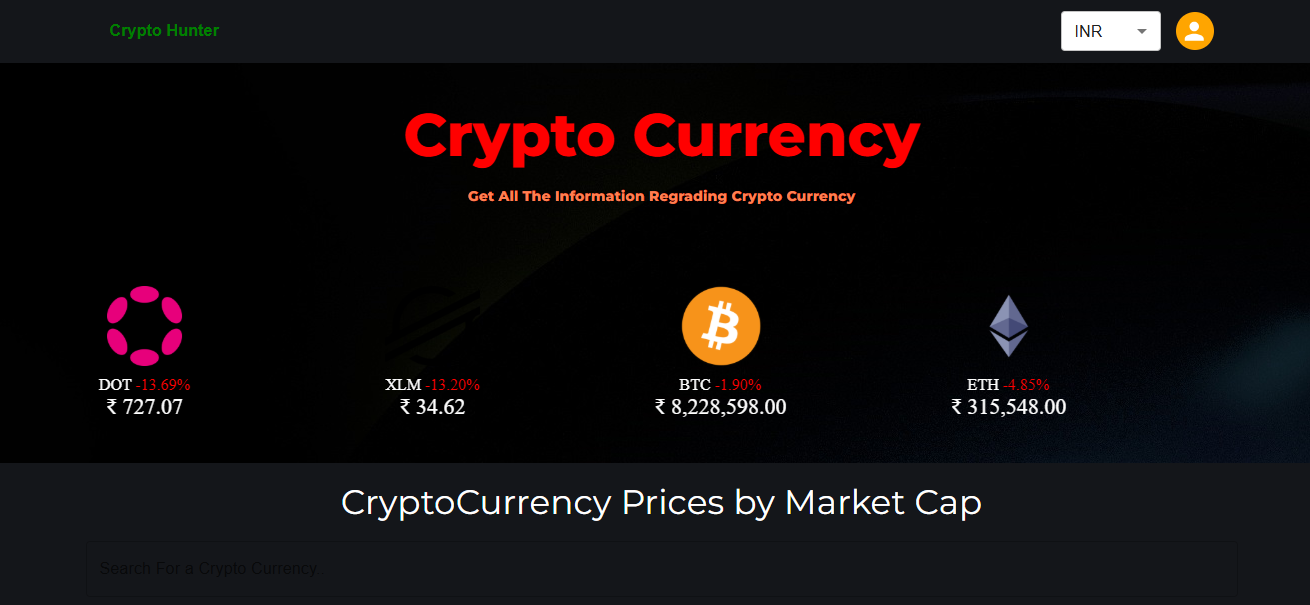 Crypto Hunter
INR
Crypto Currency
Get All The Information Regrading Crypto Currency
DOT -13.69%
₹ 727.07
XLM -13.20%
₹ 34.62
BTC -1.90%
₹ 8,228,598.00
ETH -4.85%
₹ 315,548.00
CryptoCurrency Prices by Market Cap
Search For a Crypto Currency